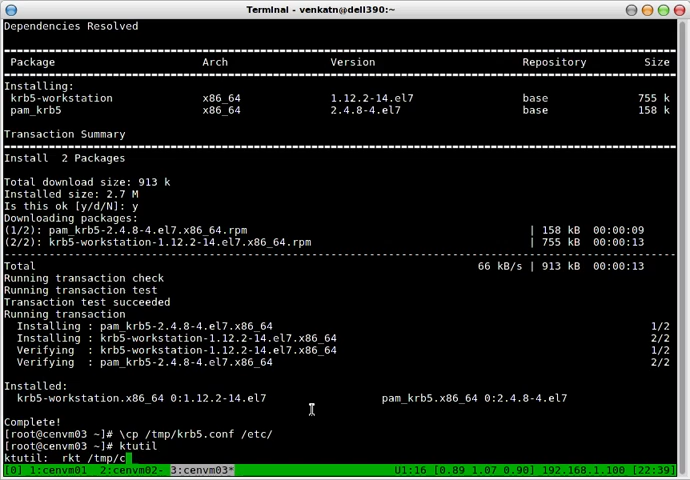 Terminal - venkatn@dell390:~
Dependencies Resolved
Package Arch Version Repository Size
Installing:
krb5-workstation x86_64 1.12.2-14.el7 base 755 k
pam_krb5 x86_64 2.4.8-4.el7 base 158 k
Transaction Summary
Install 2 Packages
Total download size: 913 k
Installed size: 2.7 M
Is this ok [y/d/N]: y
Downloading packages:
(1/2): pam_krb5-2.4.8-4.el7.x86_64.rpm | 158 kB 00:00:09
(2/2): krb5-workstation-1.12.2-14.el7.x86_64.rpm | 755 kB 00:00:13
Total 66 kB/s | 913 kB 00:00:13
Running transaction check
Running transaction test
Transaction test succeeded
Running transaction
Installing : pam_krb5-2.4.8-4.el7.x86_64 1/2
Installing : krb5-workstation-1.12.2-14.el7.x86_64 2/2
Verifying : krb5-workstation-1.12.2-14.el7.x86_64 1/2
Verifying : pam_krb5-2.4.8-4.el7.x86_64 2/2
Installed:
krb5-workstation.x86_64 0:1.12.2-14.el7 pam_krb5.x86_64 0:2.4.8-4.el7
Complete!
[root@cenvm03 ~]# \cp /tmp/krb5.conf /etc/
[root@cenvm03 ~]# ktutil
ktutil: rkt /tmp/c
[0] 1:cenvm01 2:cenvm02- 3:cenvm03* U1:16 [0.89 1.07 0.90] 192.168.1.100 [22:39]